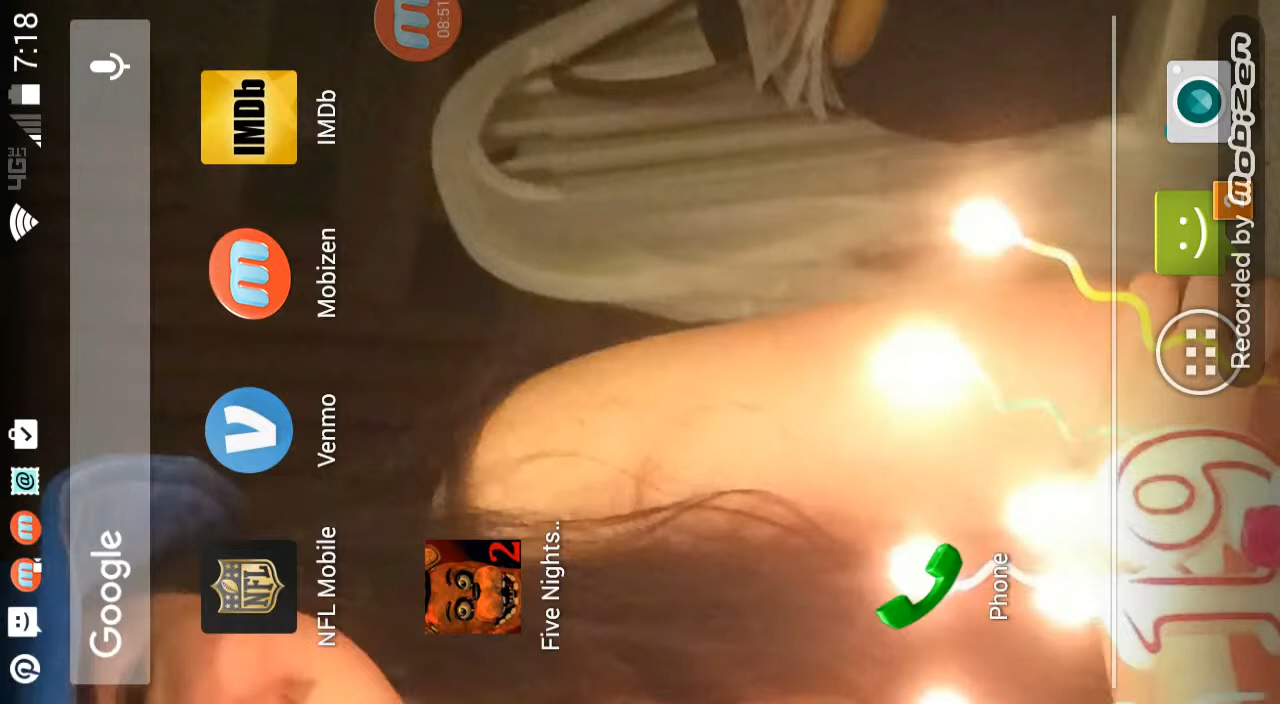 4G 7:18
Google
NFL
IMDb
NFL Mobile
Venmo
Mobizen
IMDb
08:51
2
Five Nights..
Phone
19
Recorded by mobizen